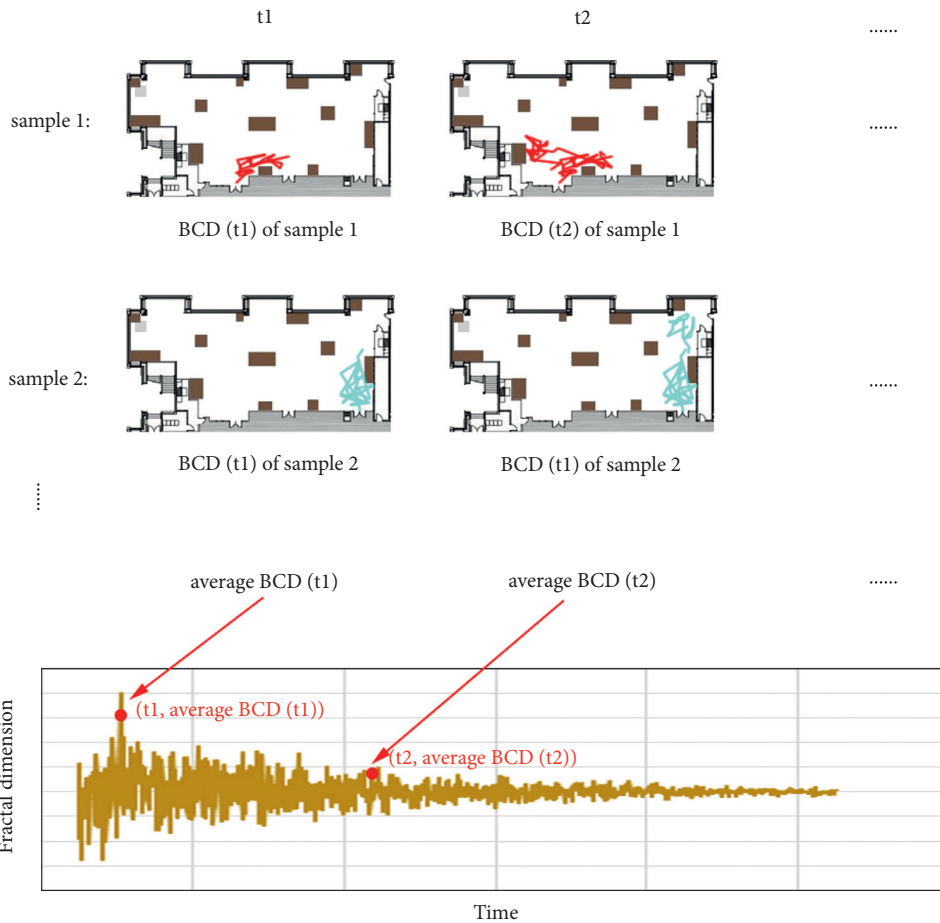 t1
t2
......
sample 1:
......
BCD (t1) of sample 1
BCD (t2) of sample 1
sample 2:
......
BCD (t1) of sample 2
BCD (t1) of sample 2
......
average BCD (t1)
average BCD (t2)
......
(t1, average BCD (t1))
(t2, average BCD (t2))
Fractal dimension
Time